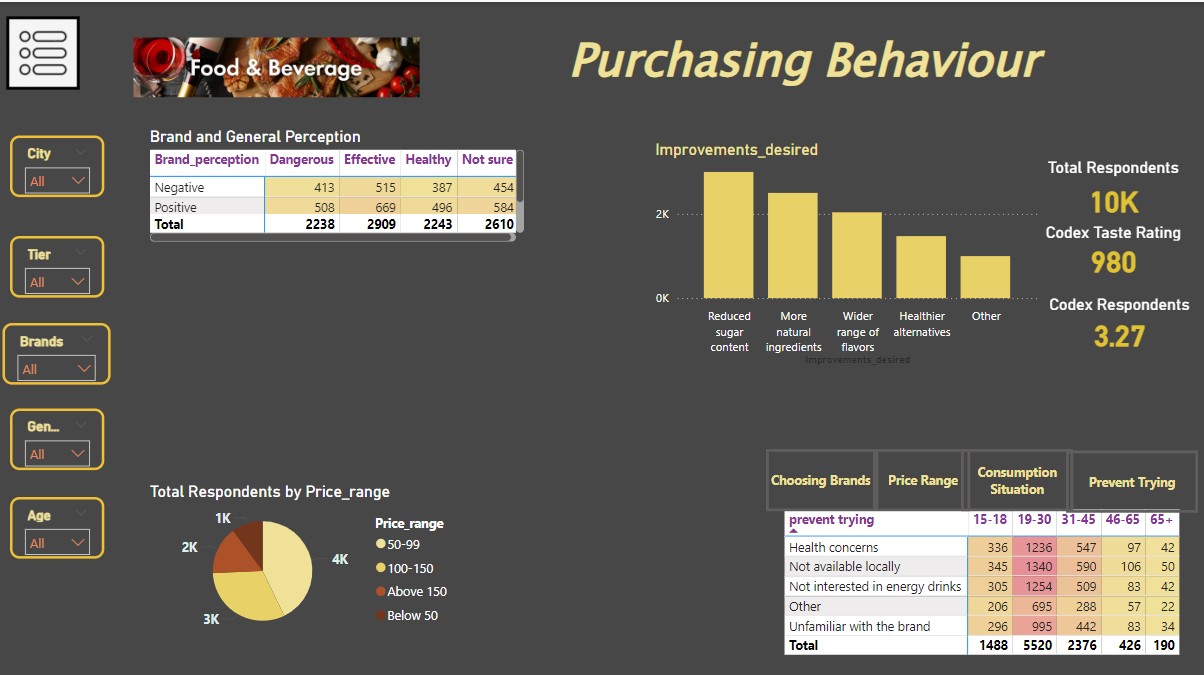 Food & Beverage
Purchasing Behaviour
City
All
Tier
All
Brands
All
Gen...
All
Age
All
Brand and General Perception
Brand_perception Dangerous Effective Healthy Not sure
Negative 413 515 387 454
Positive 508 669 496 584
Total 2238 2909 2243 2610
Improvements_desired
2K
0K
Reduced sugar content
More natural ingredients
Wider range of flavors
Healthier alternatives
Other
Improvements_desired
Total Respondents
10K
Codex Taste Rating
980
Codex Respondents
3.27
Total Respondents by Price_range
1K
2K
3K
4K
Price_range
50-99
100-150
Above 150
Below 50
Choosing Brands
Price Range
Consumption
Situation
Prevent Trying
prevent trying 15-18 19-30 31-45 46-65 65+
Health concerns 336 1236 547 97 42
Not available locally 345 1340 590 106 50
Not interested in energy drinks 305 1254 509 83 42
Other 206 695 288 57 22
Unfamiliar with the brand 296 995 442 83 34
Total 1488 5520 2376 426 190